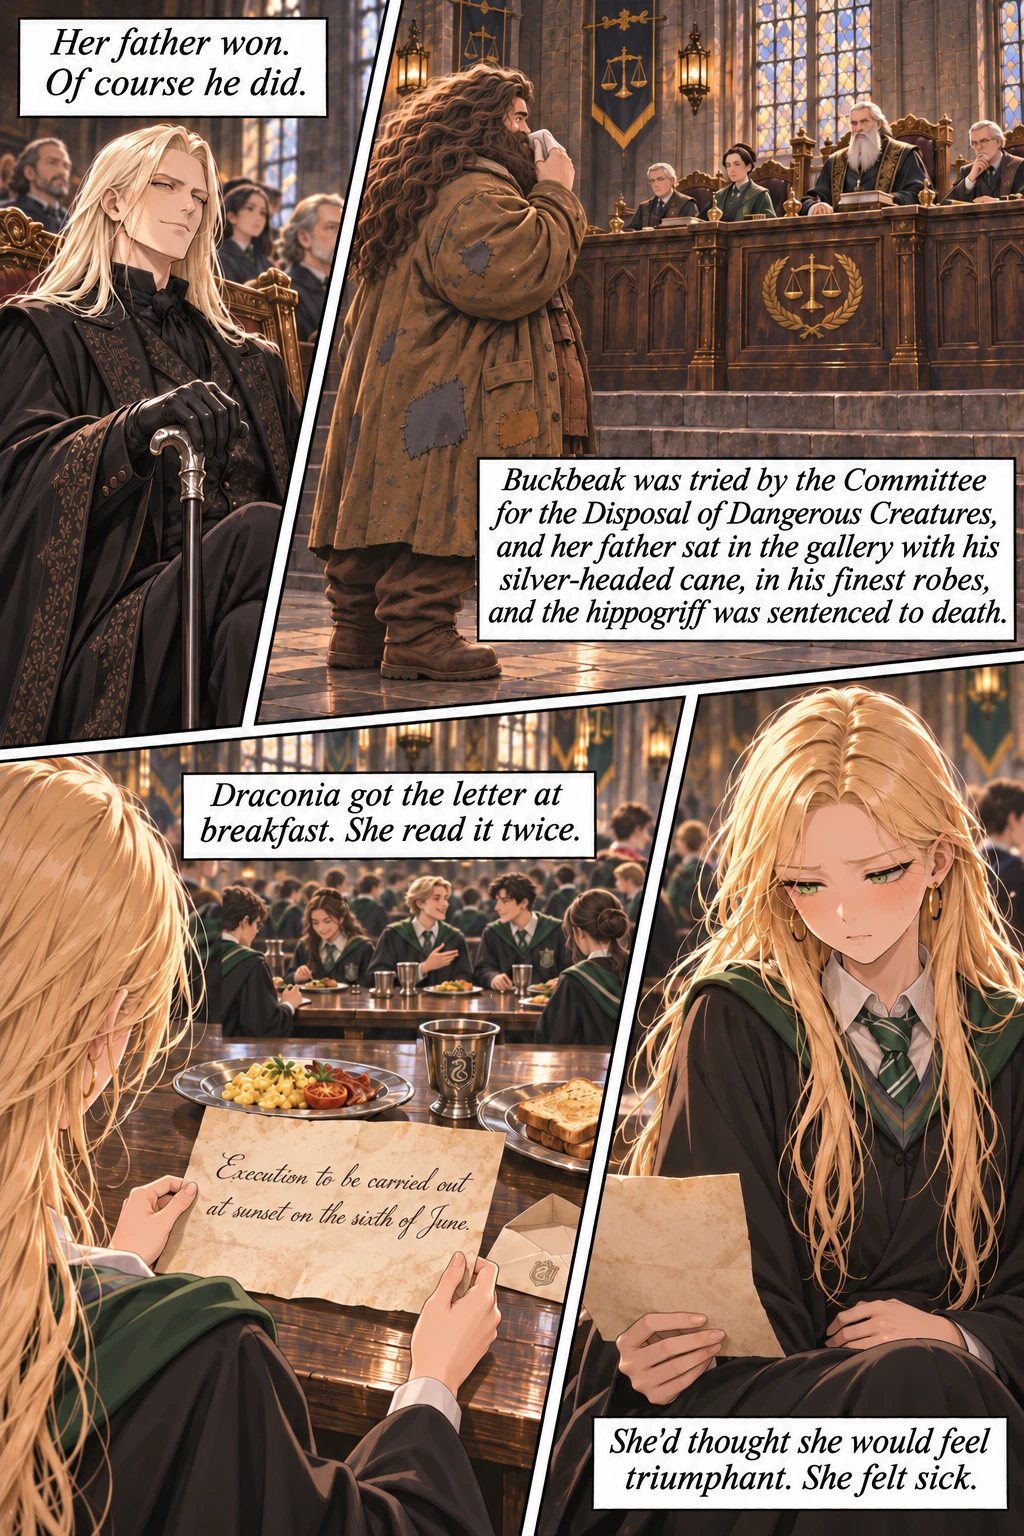 Her father won.
Of course he did.
Buckbeak was tried by the Committee
for the Disposal of Dangerous Creatures,
and her father sat in the gallery with his
silver-headed cane, in his finest robes,
and the hippogriff was sentenced to death.
Draconia got the letter at
breakfast. She read it twice.
Execution to be carried out
at sunset on the sixth of June.
She'd thought she would feel
triumphant. She felt sick.